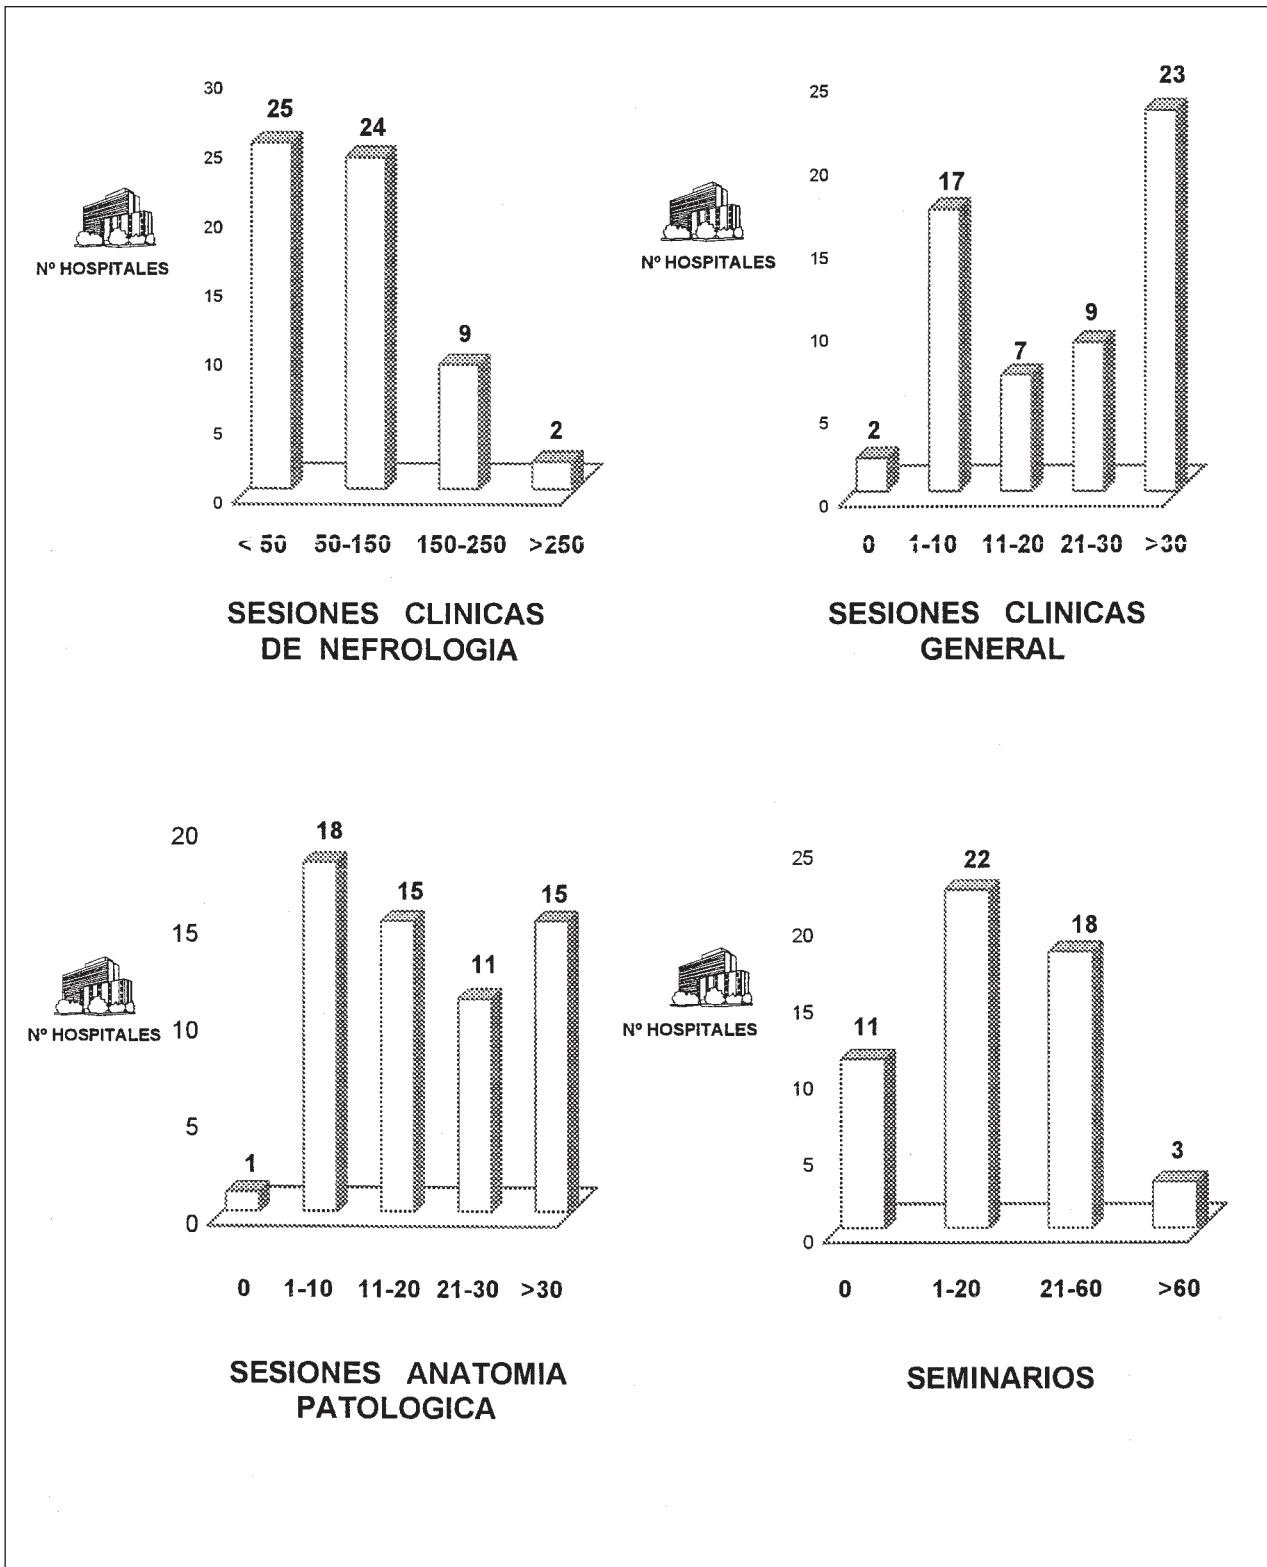 30
25
20
15
10
5
0
25
24
9
2
Nº HOSPITALES
< 50 50-150 150-250 >250
SESIONES CLINICAS
DE NEFROLOGIA
25
20
15
10
5
0
2
17
7
9
23
Nº HOSPITALES
0 1-10 11-20 21-30 >30
SESIONES CLINICAS
GENERAL
20
15
10
5
0
1
18
15
11
15
Nº HOSPITALES
0 1-10 11-20 21-30 >30
SESIONES ANATOMIA
PATOLOGICA
25
20
15
10
5
0
11
22
18
3
Nº HOSPITALES
0 1-20 21-60 >60
SEMINARIOS